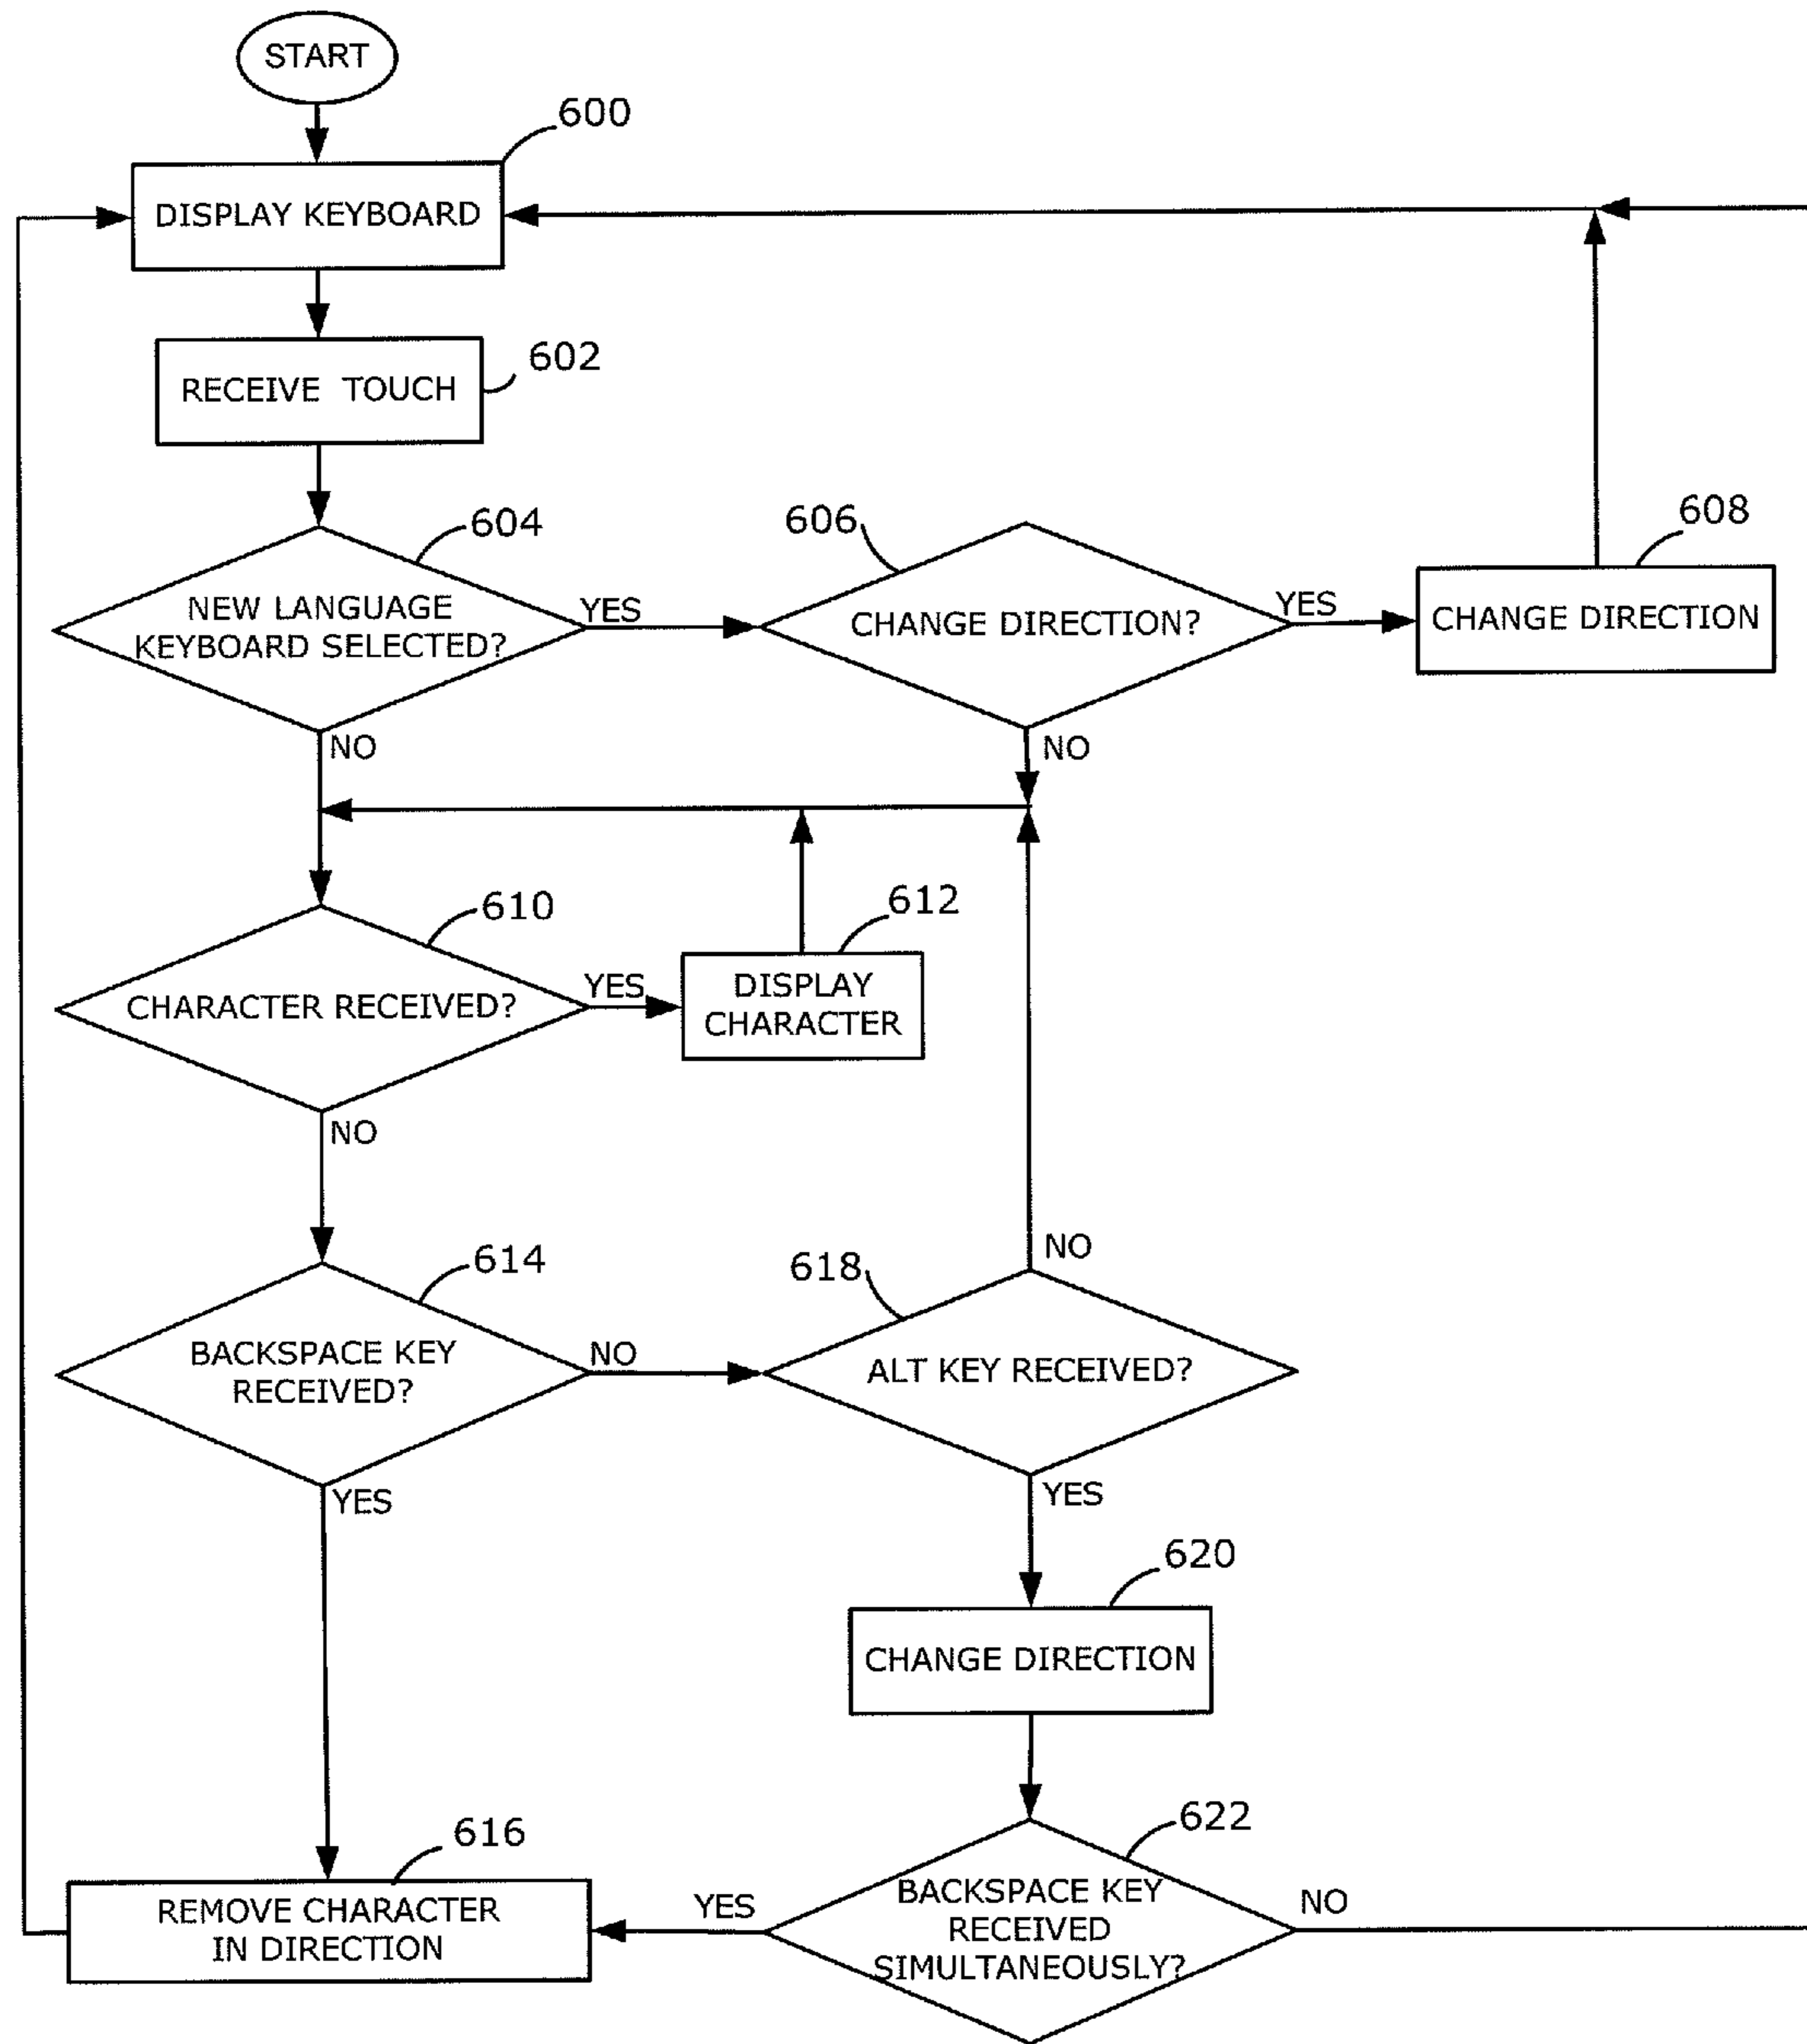 START
600
DISPLAY KEYBOARD
602
RECEIVE TOUCH
604
NEW LANGUAGE
KEYBOARD SELECTED?
YES
NO
606
CHANGE DIRECTION?
YES
NO
608
CHANGE DIRECTION
610
CHARACTER RECEIVED?
YES
NO
612
DISPLAY
CHARACTER
614
BACKSPACE KEY
RECEIVED?
NO
YES
618
NO
ALT KEY RECEIVED?
YES
620
CHANGE DIRECTION
622
BACKSPACE KEY
RECEIVED
SIMULTANEOUSLY?
YES
NO
616
REMOVE CHARACTER
IN DIRECTION